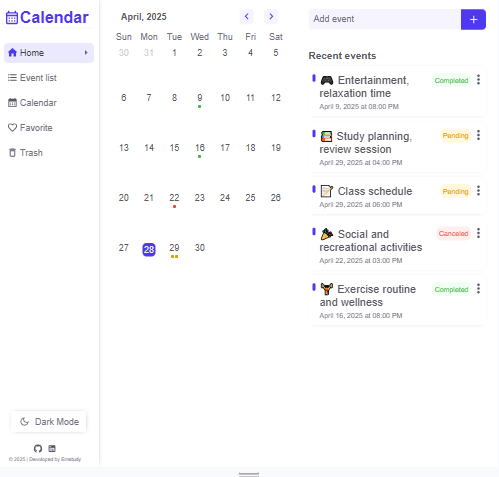 Calendar
Home
Event list
Calendar
Favorite
Trash
Dark Mode
© 2025 | Developed by Emstudy
April, 2025
Sun Mon Tue Wed Thu Fri Sat
30 31 1 2 3 4 5
6 7 8 9 10 11 12
13 14 15 16 17 18 19
20 21 22 23 24 25 26
27 28 29 30
Add event +
Recent events
🎮 Entertainment, Completed
relaxation time
April 9, 2025 at 08:00 PM
📚 Study planning, Pending
review session
April 29, 2025 at 04:00 PM
📝 Class schedule Pending
April 29, 2025 at 06:00 PM
🎉 Social and Canceled
recreational activities
April 22, 2025 at 03:00 PM
🏋️ Exercise routine Completed
and wellness
April 16, 2025 at 08:00 PM